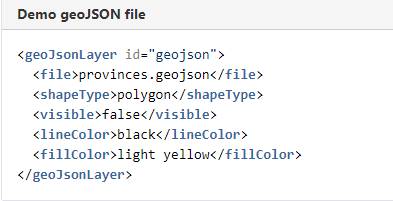 Demo geoJSON file
<geoJsonLayer id="geojson">
  <file>provinces.geojson</file>
  <shapeType>polygon</shapeType>
  <visible>false</visible>
  <lineColor>black</lineColor>
  <fillColor>light yellow</fillColor>
</geoJsonLayer>